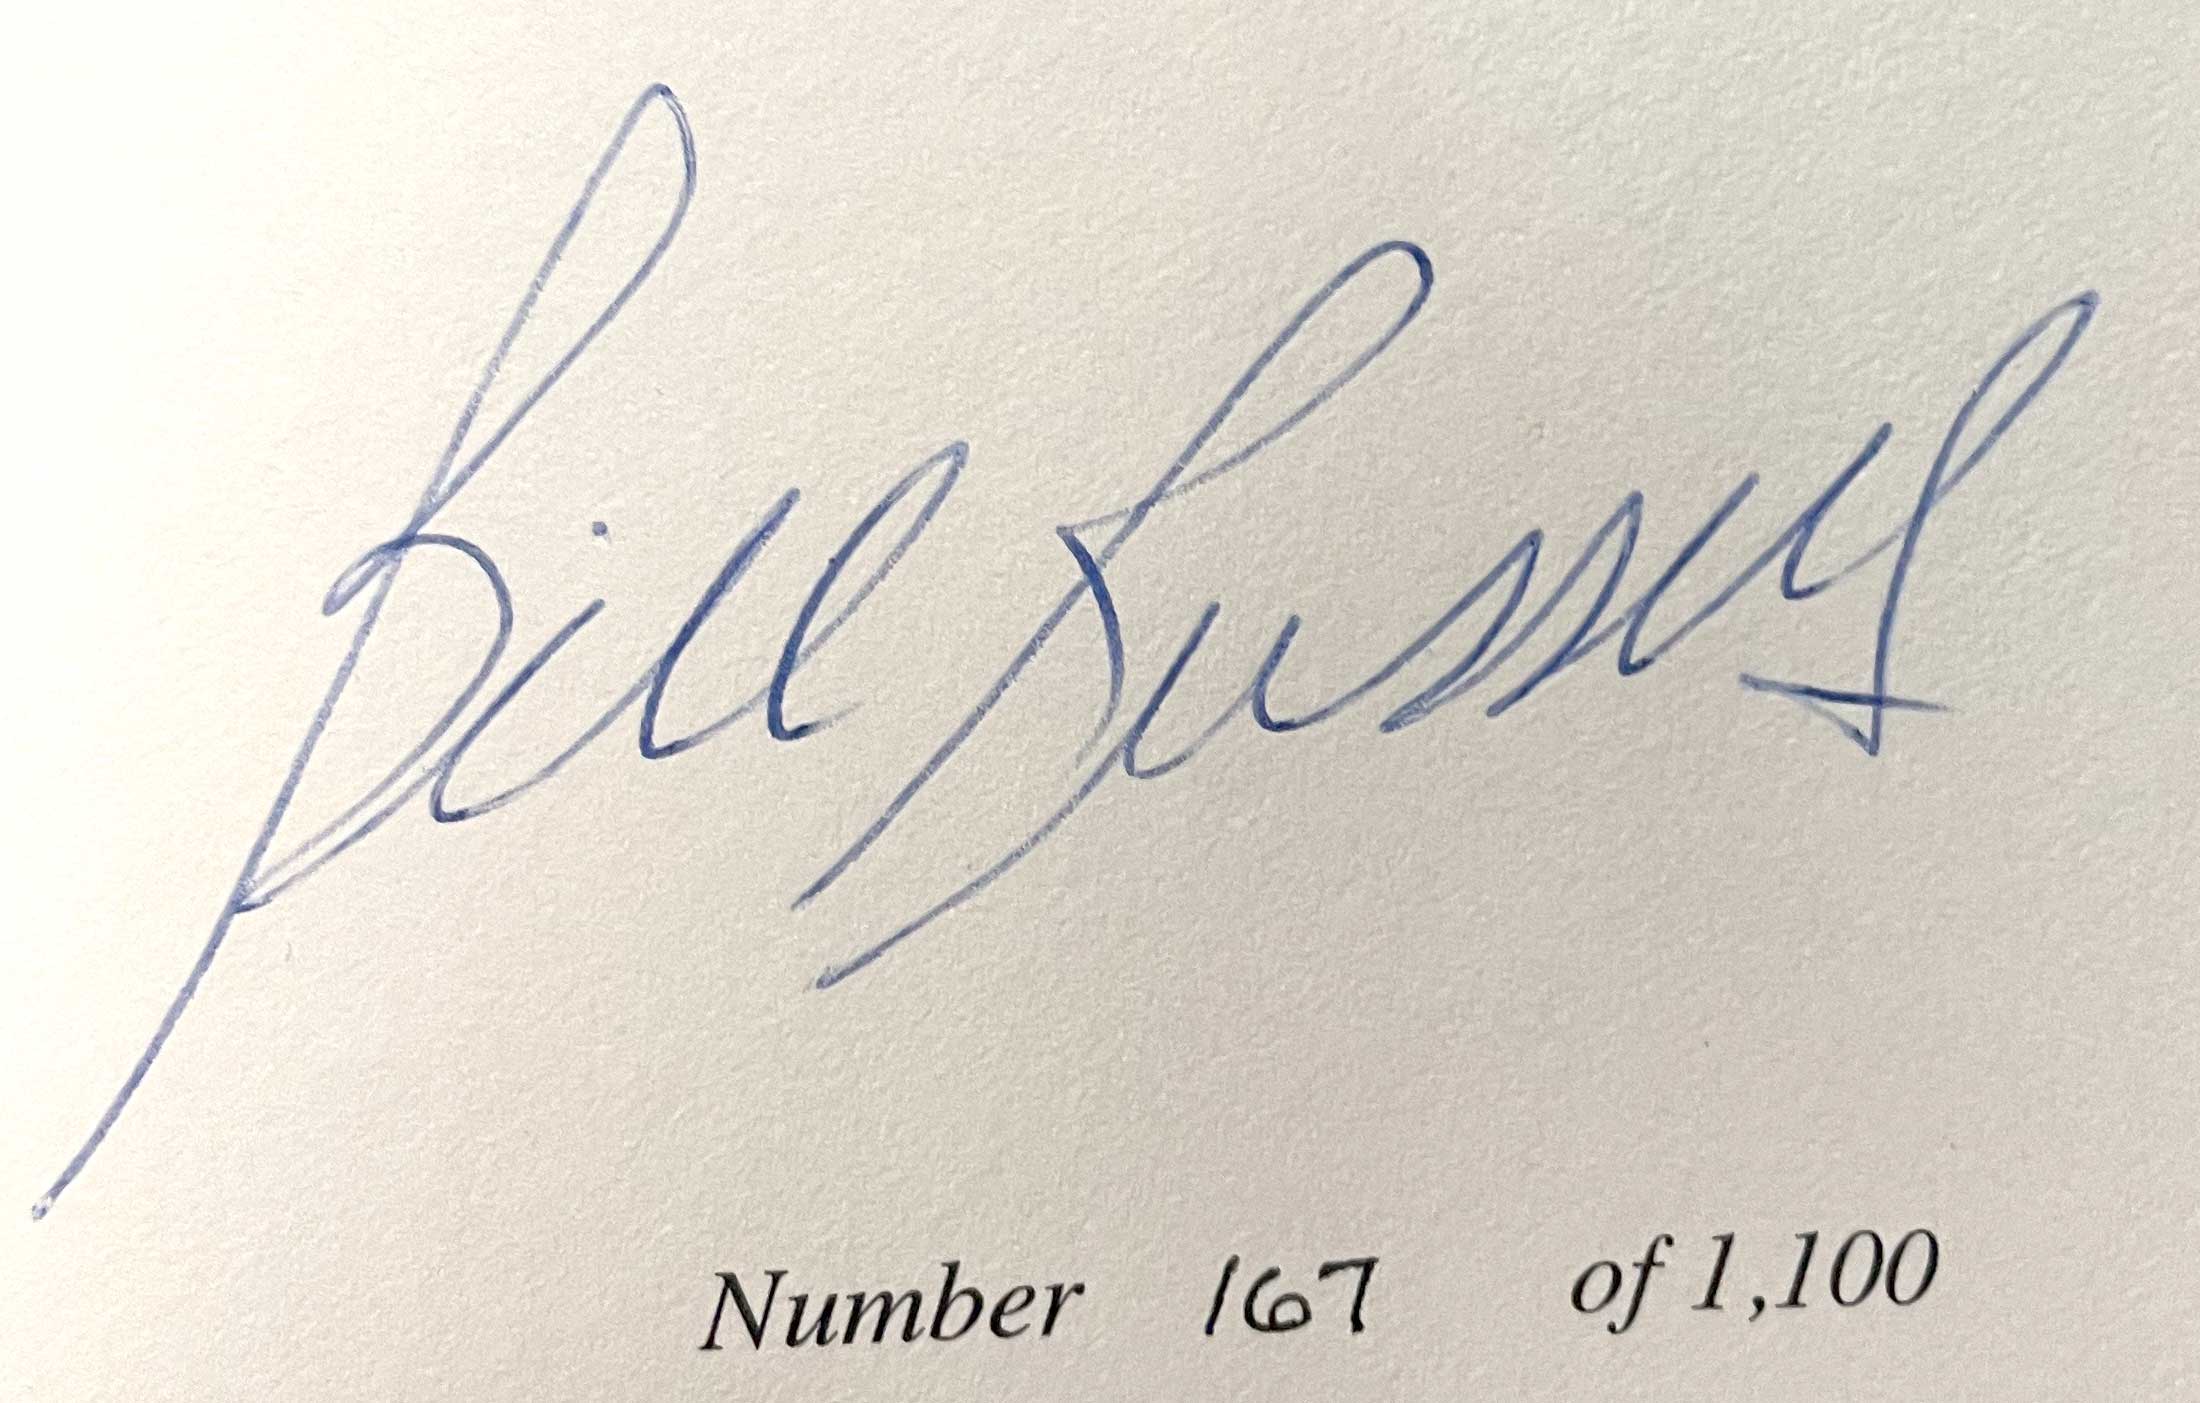 Bill Russell
Number 167 of 1,100